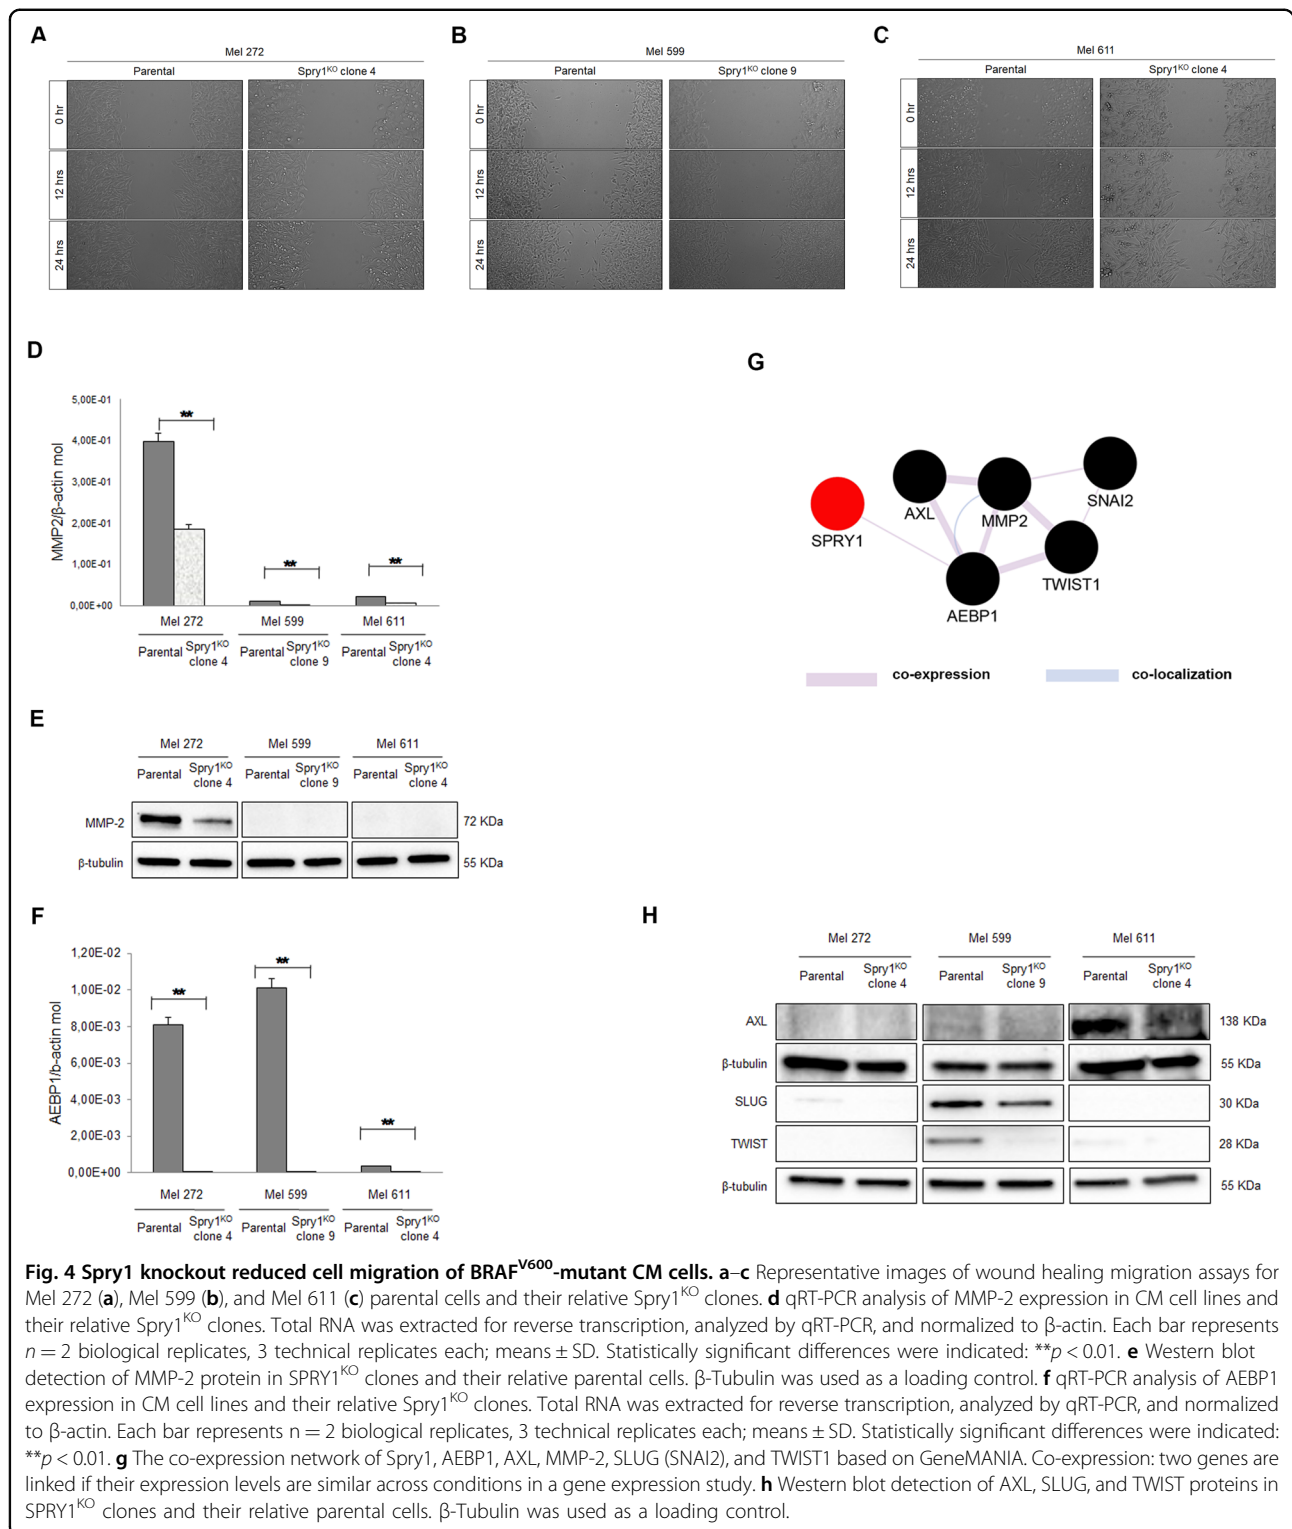 A
Mel 272
Parental
Spry1KO clone 4
0 hr
12 hrs
24 hrs
B
Mel 599
Parental
Spry1KO clone 9
0 hr
12 hrs
24 hrs
C
Mel 611
Parental
Spry1KO clone 4
0 hr
12 hrs
24 hrs
D
MMP2/β-actin mol
5,00E-01
4,00E-01
3,00E-01
2,00E-01
1,00E-01
0,00E+00
**
**
**
Mel 272
Mel 599
Mel 611
Parental
Spry1KO
clone 4
Parental
Spry1KO
clone 9
Parental
Spry1KO
clone 4
G
SPRY1
AXL
MMP2
SNAI2
TWIST1
AEBP1
co-expression
co-localization
E
Mel 272
Mel 599
Mel 611
Parental
Spry1KO
clone 4
Parental
Spry1KO
clone 9
Parental
Spry1KO
clone 4
MMP-2
72 KDa
β-tubulin
55 KDa
F
AEBP1/b-actin mol
1,20E-02
1,00E-02
8,00E-03
6,00E-03
4,00E-03
2,00E-03
0,00E+00
**
**
**
Mel 272
Mel 599
Mel 611
Parental
Spry1KO
clone 4
Parental
Spry1KO
clone 9
Parental
Spry1KO
clone 4
H
Mel 272
Mel 599
Mel 611
Parental
Spry1KO
clone 4
Parental
Spry1KO
clone 9
Parental
Spry1KO
clone 4
AXL
138 KDa
β-tubulin
55 KDa
SLUG
30 KDa
TWIST
28 KDa
β-tubulin
55 KDa
Fig. 4 Spry1 knockout reduced cell migration of BRAFV600-mutant CM cells. a–c Representative images of wound healing migration assays for
Mel 272 (a), Mel 599 (b), and Mel 611 (c) parental cells and their relative Spry1KO clones. d qRT-PCR analysis of MMP-2 expression in CM cell lines and
their relative Spry1KO clones. Total RNA was extracted for reverse transcription, analyzed by qRT-PCR, and normalized to β-actin. Each bar represents
n = 2 biological replicates, 3 technical replicates each; means ± SD. Statistically significant differences were indicated: **p < 0.01. e Western blot
detection of MMP-2 protein in SPRY1KO clones and their relative parental cells. β-Tubulin was used as a loading control. f qRT-PCR analysis of AEBP1
expression in CM cell lines and their relative Spry1KO clones. Total RNA was extracted for reverse transcription, analyzed by qRT-PCR, and normalized
to β-actin. Each bar represents n = 2 biological replicates, 3 technical replicates each; means ± SD. Statistically significant differences were indicated:
**p < 0.01. g The co-expression network of Spry1, AEBP1, AXL, MMP-2, SLUG (SNAI2), and TWIST1 based on GeneMANIA. Co-expression: two genes are
linked if their expression levels are similar across conditions in a gene expression study. h Western blot detection of AXL, SLUG, and TWIST proteins in
SPRY1KO clones and their relative parental cells. β-Tubulin was used as a loading control.